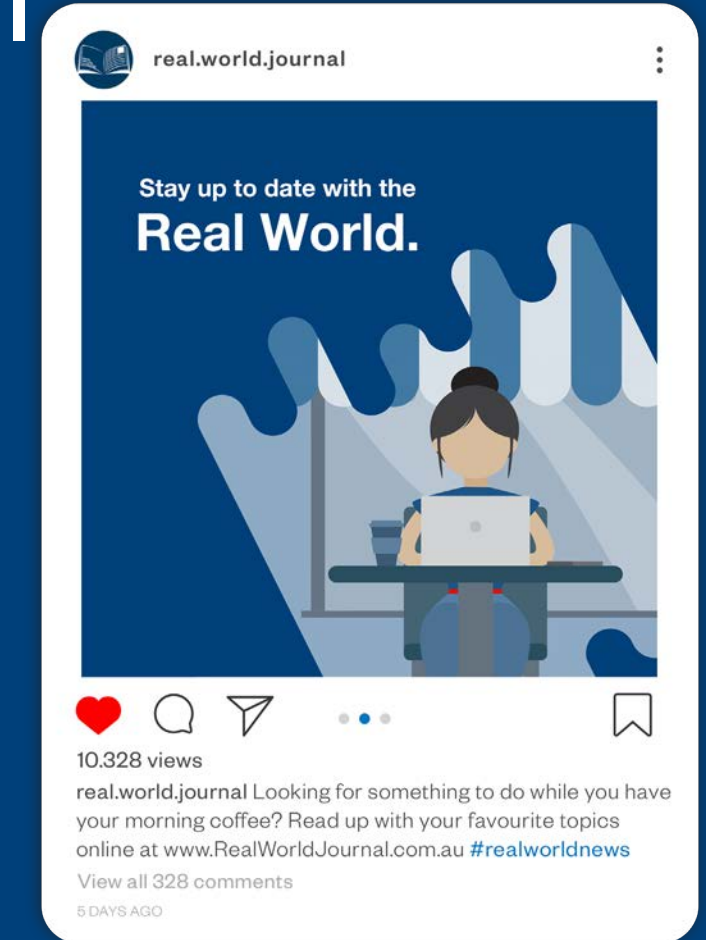 real.world.journal
Stay up to date with the
Real World.
10.328 views
real.world.journal Looking for something to do while you have
your morning coffee? Read up with your favourite topics
online at www.RealWorldJournal.com.au #realworldnews
View all 328 comments
5 DAYS AGO